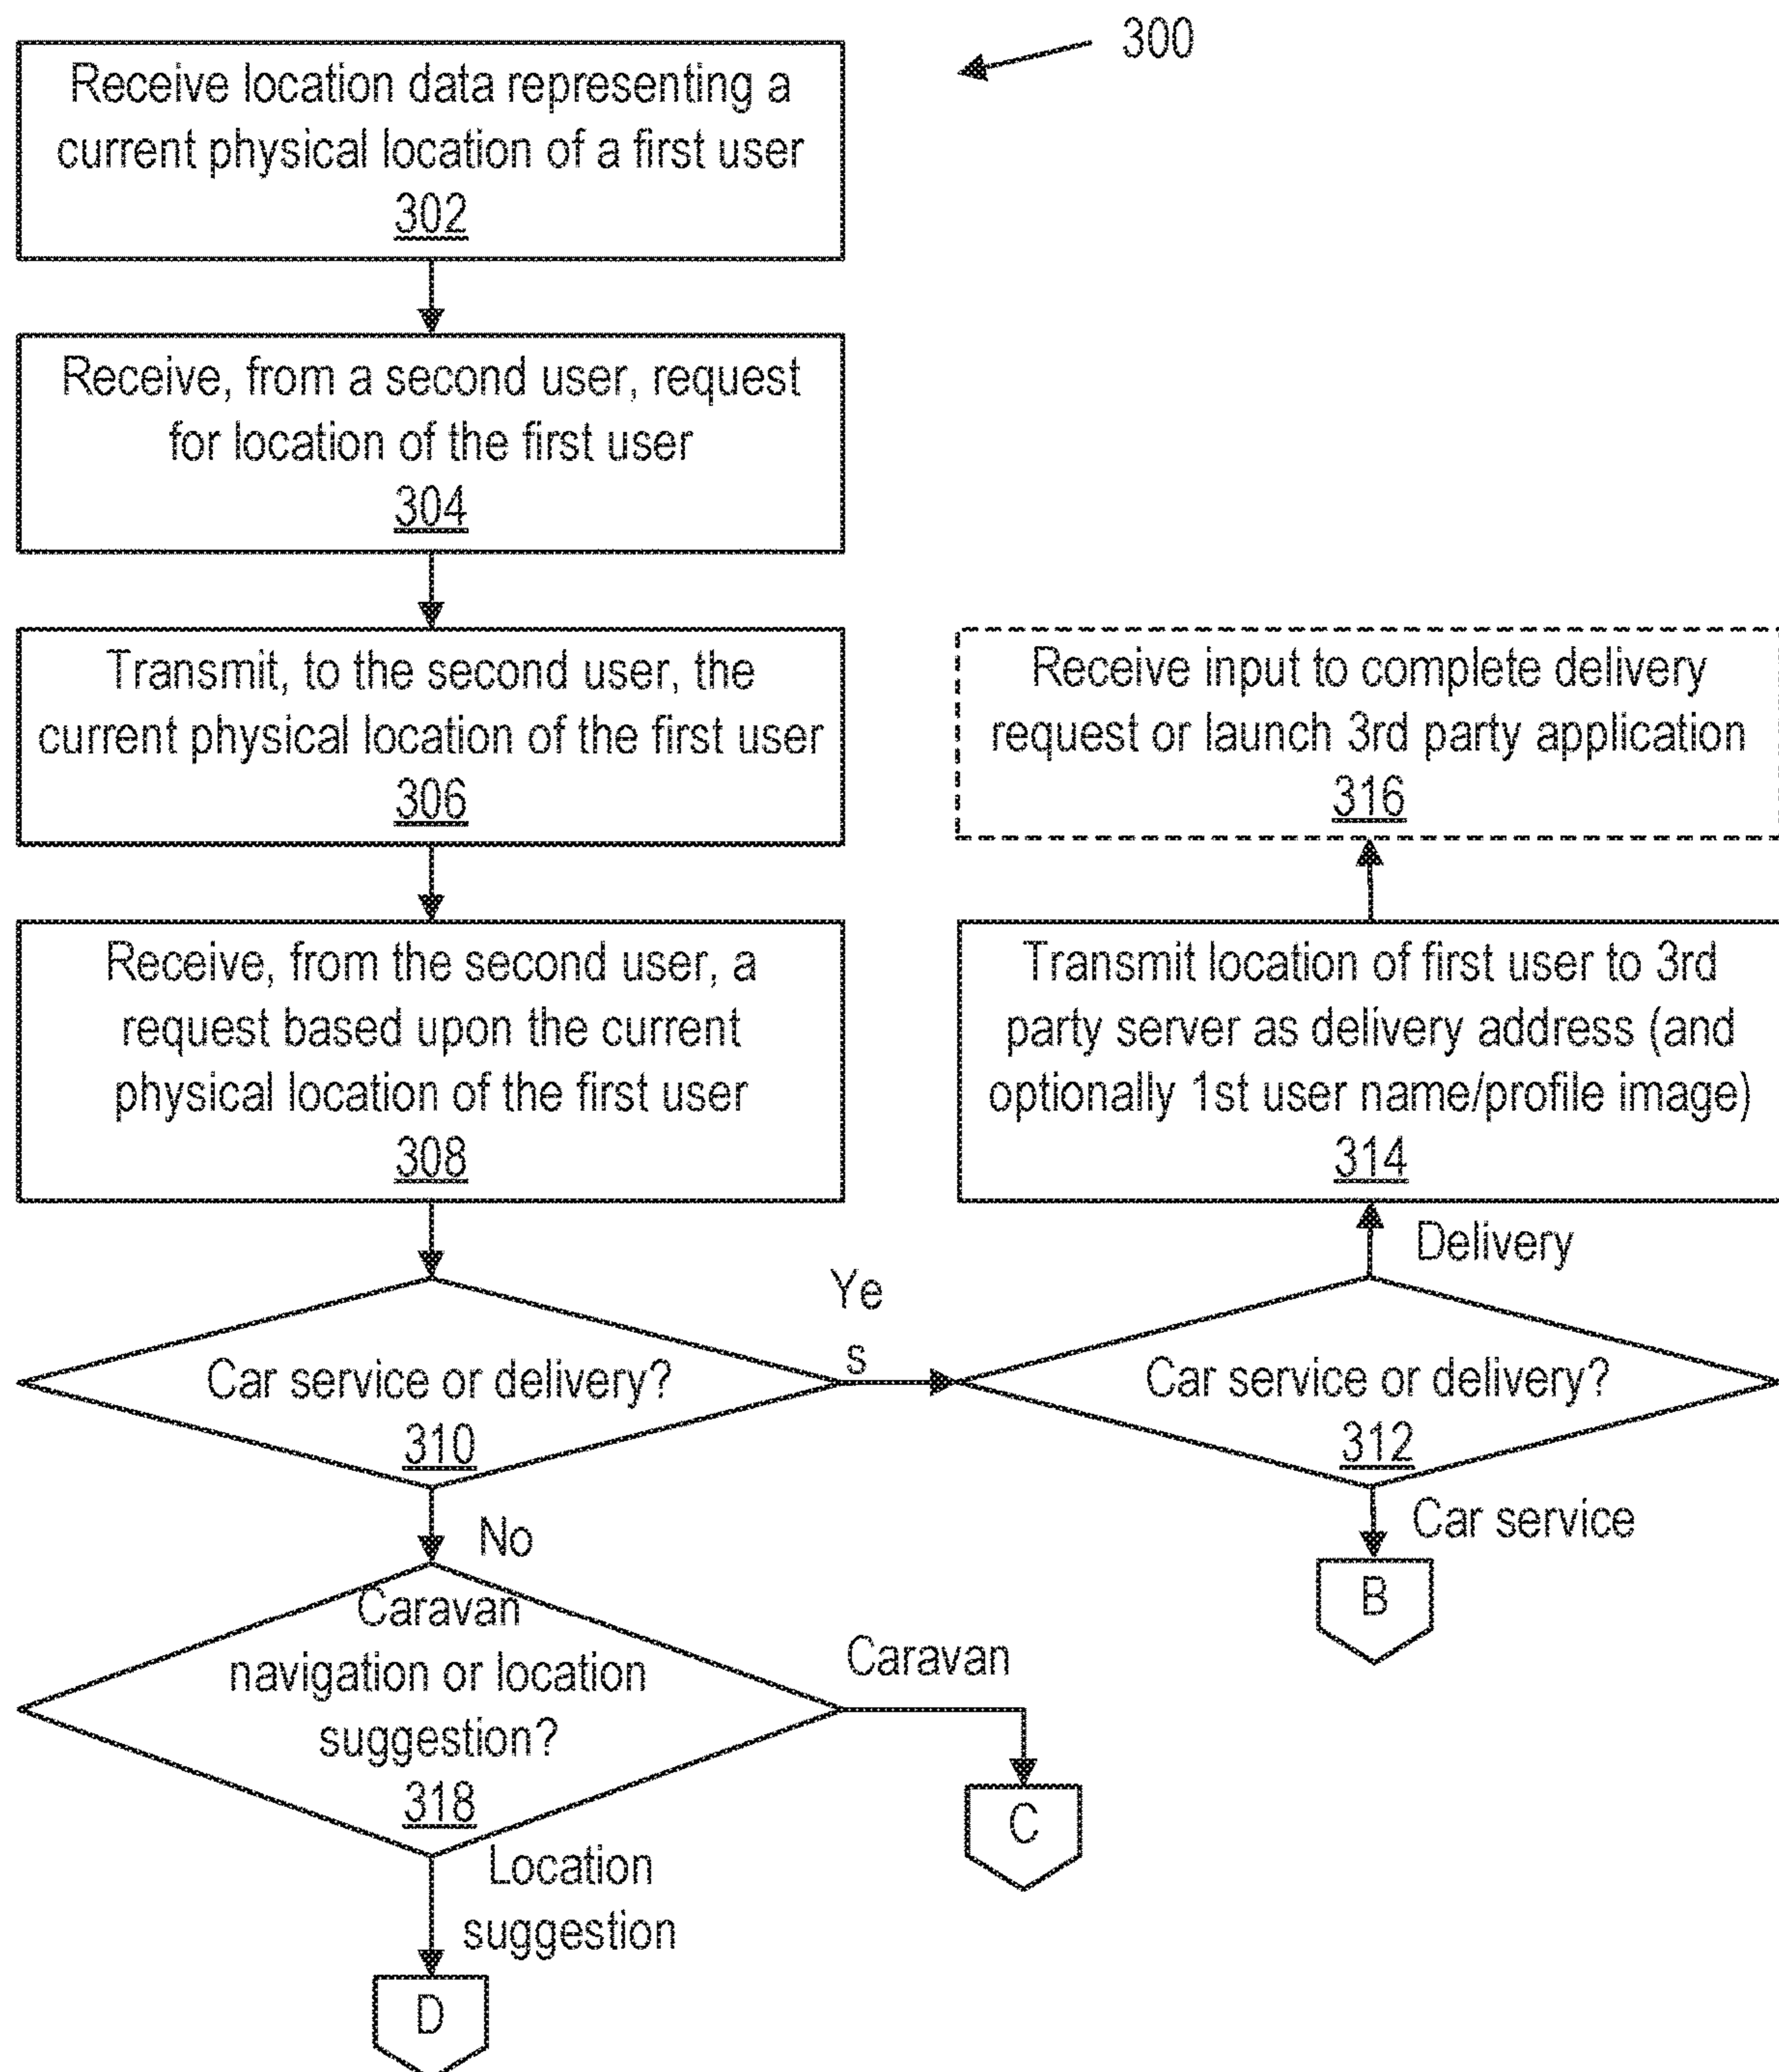 300
Receive location data representing a
current physical location of a first user
302
Receive, from a second user, request
for location of the first user
304
Transmit, to the second user, the
current physical location of the first user
306
Receive input to complete delivery
request or launch 3rd party application
316
Receive, from the second user, a
request based upon the current
physical location of the first user
308
Transmit location of first user to 3rd
party server as delivery address (and
optionally 1st user name/profile image)
314
Delivery
Ye
s
Car service or delivery?
310
Car service or delivery?
312
No
Car service
B
Caravan
navigation or location
suggestion?
318
Caravan
C
Location
suggestion
D